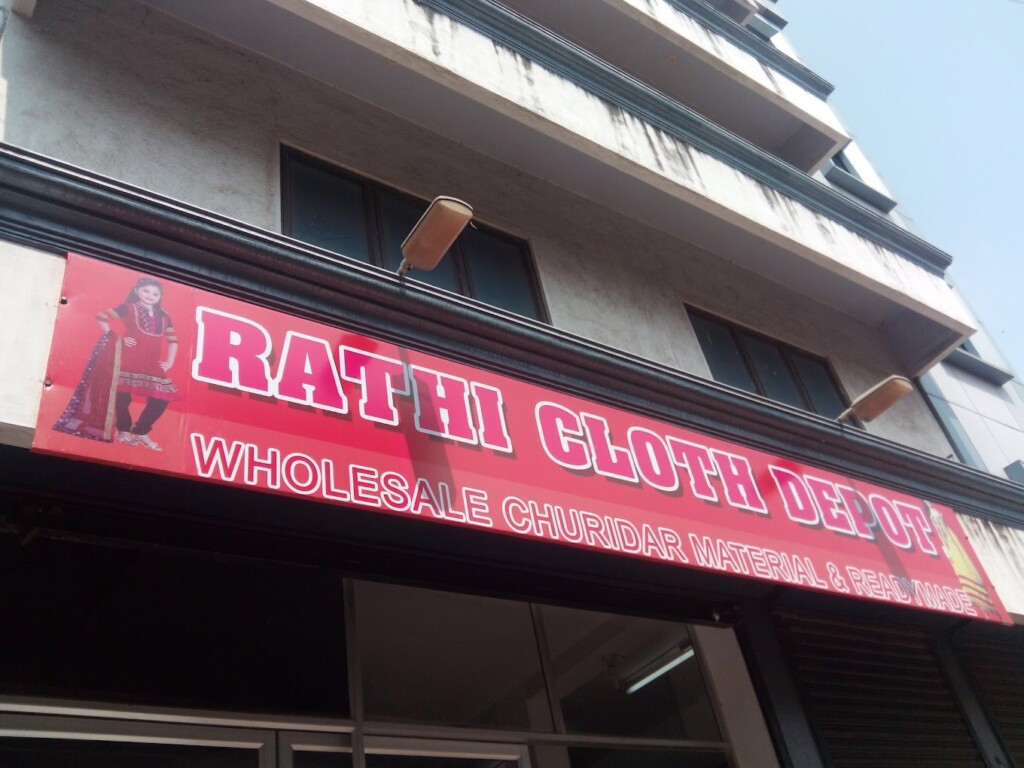 RATHI CLOTH DEPOT
WHOLESALE CHURIDAR MATERIAL & READYMADE